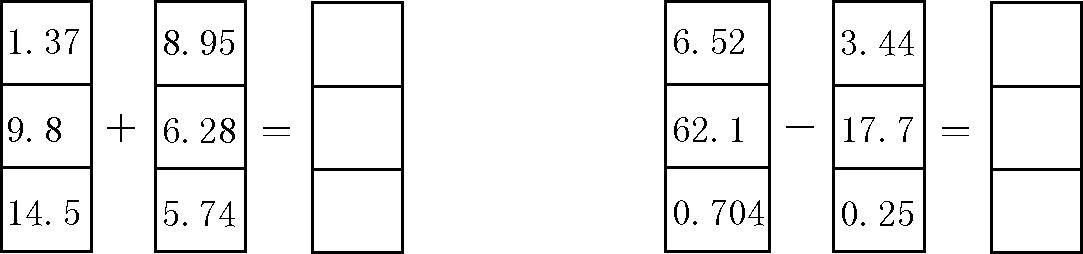 1.37 8.95 6.52 3.44
9.8 + 6.28 = 62.1 − 17.7 =
14.5 5.74 0.704 0.25